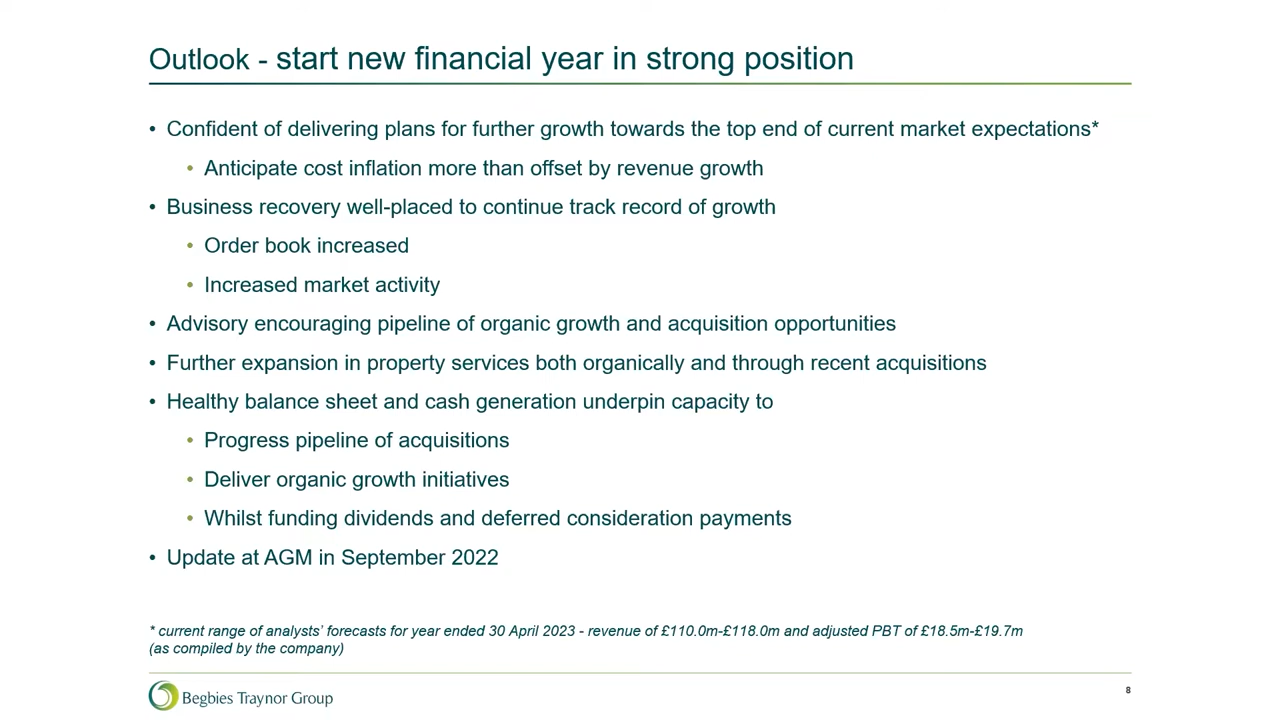 Outlook - start new financial year in strong position
• Confident of delivering plans for further growth towards the top end of current market expectations*
• Anticipate cost inflation more than offset by revenue growth
• Business recovery well-placed to continue track record of growth
• Order book increased
• Increased market activity
• Advisory encouraging pipeline of organic growth and acquisition opportunities
• Further expansion in property services both organically and through recent acquisitions
• Healthy balance sheet and cash generation underpin capacity to
• Progress pipeline of acquisitions
• Deliver organic growth initiatives
• Whilst funding dividends and deferred consideration payments
• Update at AGM in September 2022
* current range of analysts' forecasts for year ended 30 April 2023 - revenue of £110.0m-£118.0m and adjusted PBT of £18.5m-£19.7m
(as compiled by the company)
Begbies Traynor Group
8